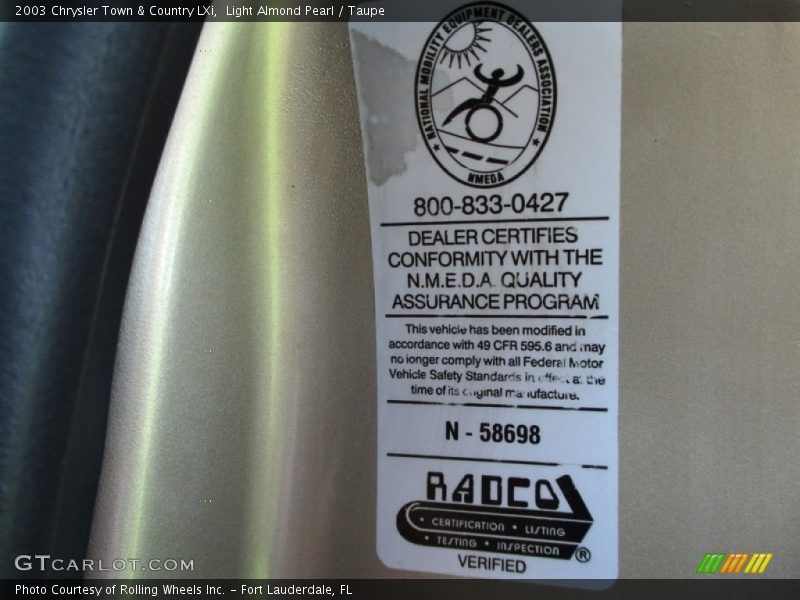 2003 Chrysler Town & Country LXi, Light Almond Pearl / Taupe
NATIONAL MOBILITY EQUIPMENT DEALERS ASSOCIATION
NMEDA
800-833-0427
DEALER CERTIFIES
CONFORMITY WITH THE
N.M.E.D.A. QUALITY
ASSURANCE PROGRAM
This vehicle has been modified in
accordance with 49 CFR 595.6 and may
no longer comply with all Federal Motor
Vehicle Safety Standards in effect at the
time of its original manufacture.
N - 58698
RADCO
• CERTIFICATION • LISTING
• TESTING • INSPECTION ®
VERIFIED
GTCARLOT.COM
Photo Courtesy of Rolling Wheels Inc. – Fort Lauderdale, FL